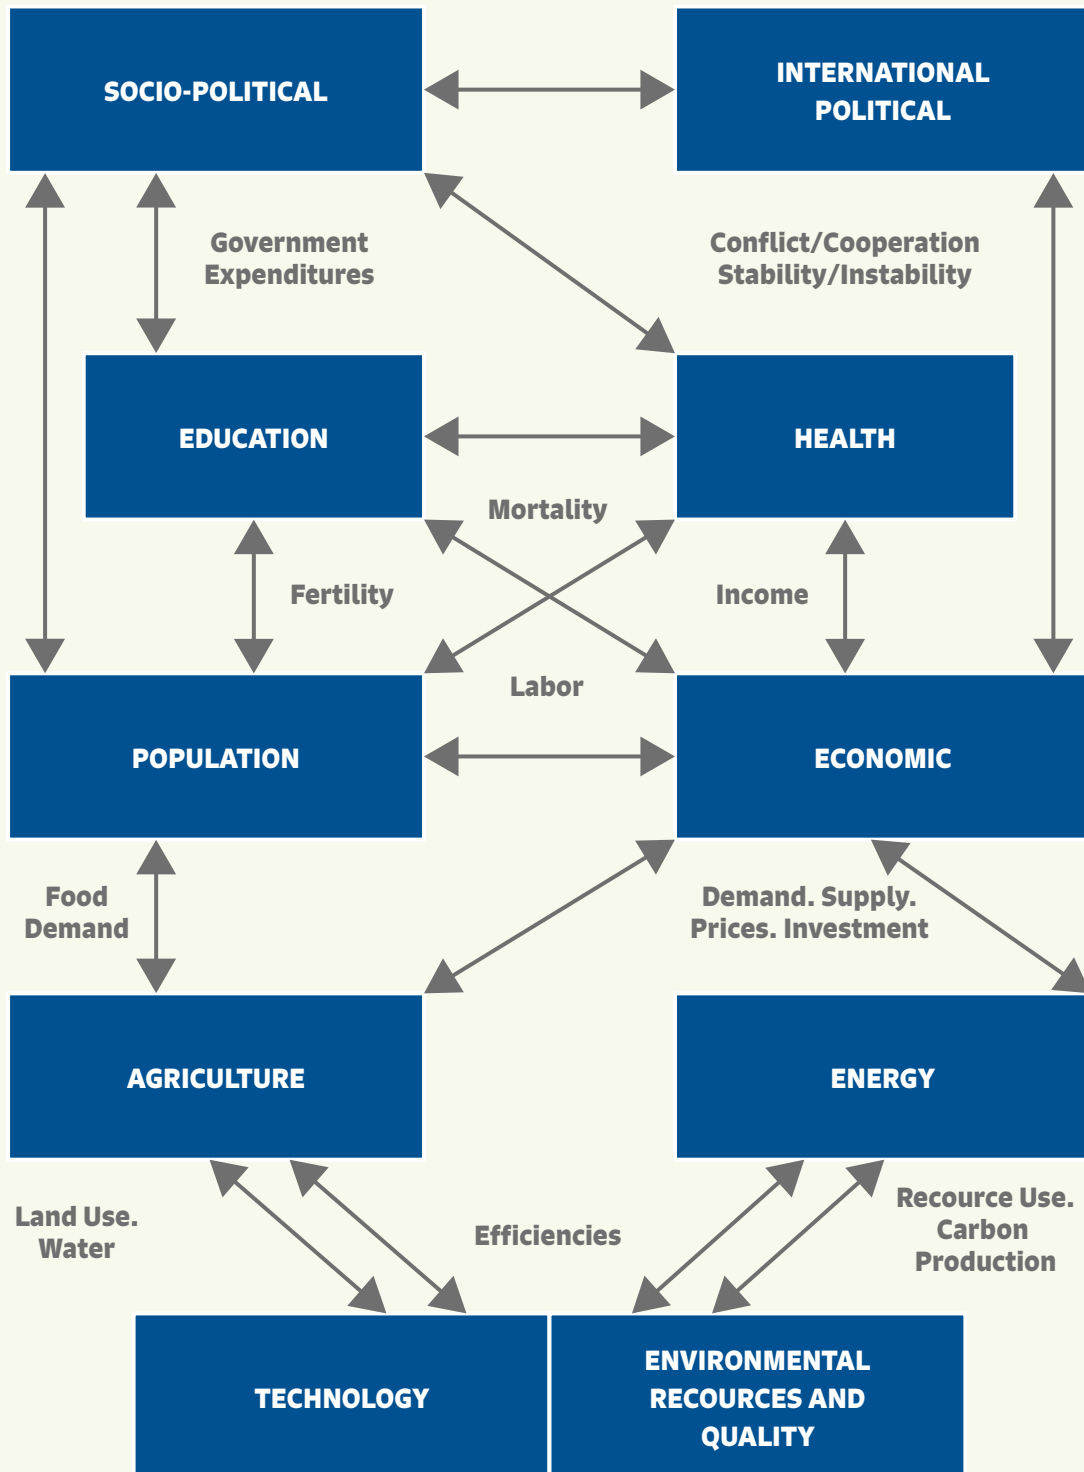 SOCIO-POLITICAL
INTERNATIONAL
POLITICAL
Government
Expenditures
Conflict/Cooperation
Stability/Instability
EDUCATION
HEALTH
Mortality
Fertility
Income
Labor
POPULATION
ECONOMIC
Food
Demand
Demand. Supply.
Prices. Investment
AGRICULTURE
ENERGY
Land Use.
Water
Efficiencies
Recource Use.
Carbon
Production
TECHNOLOGY
ENVIRONMENTAL
RECOURCES AND
QUALITY